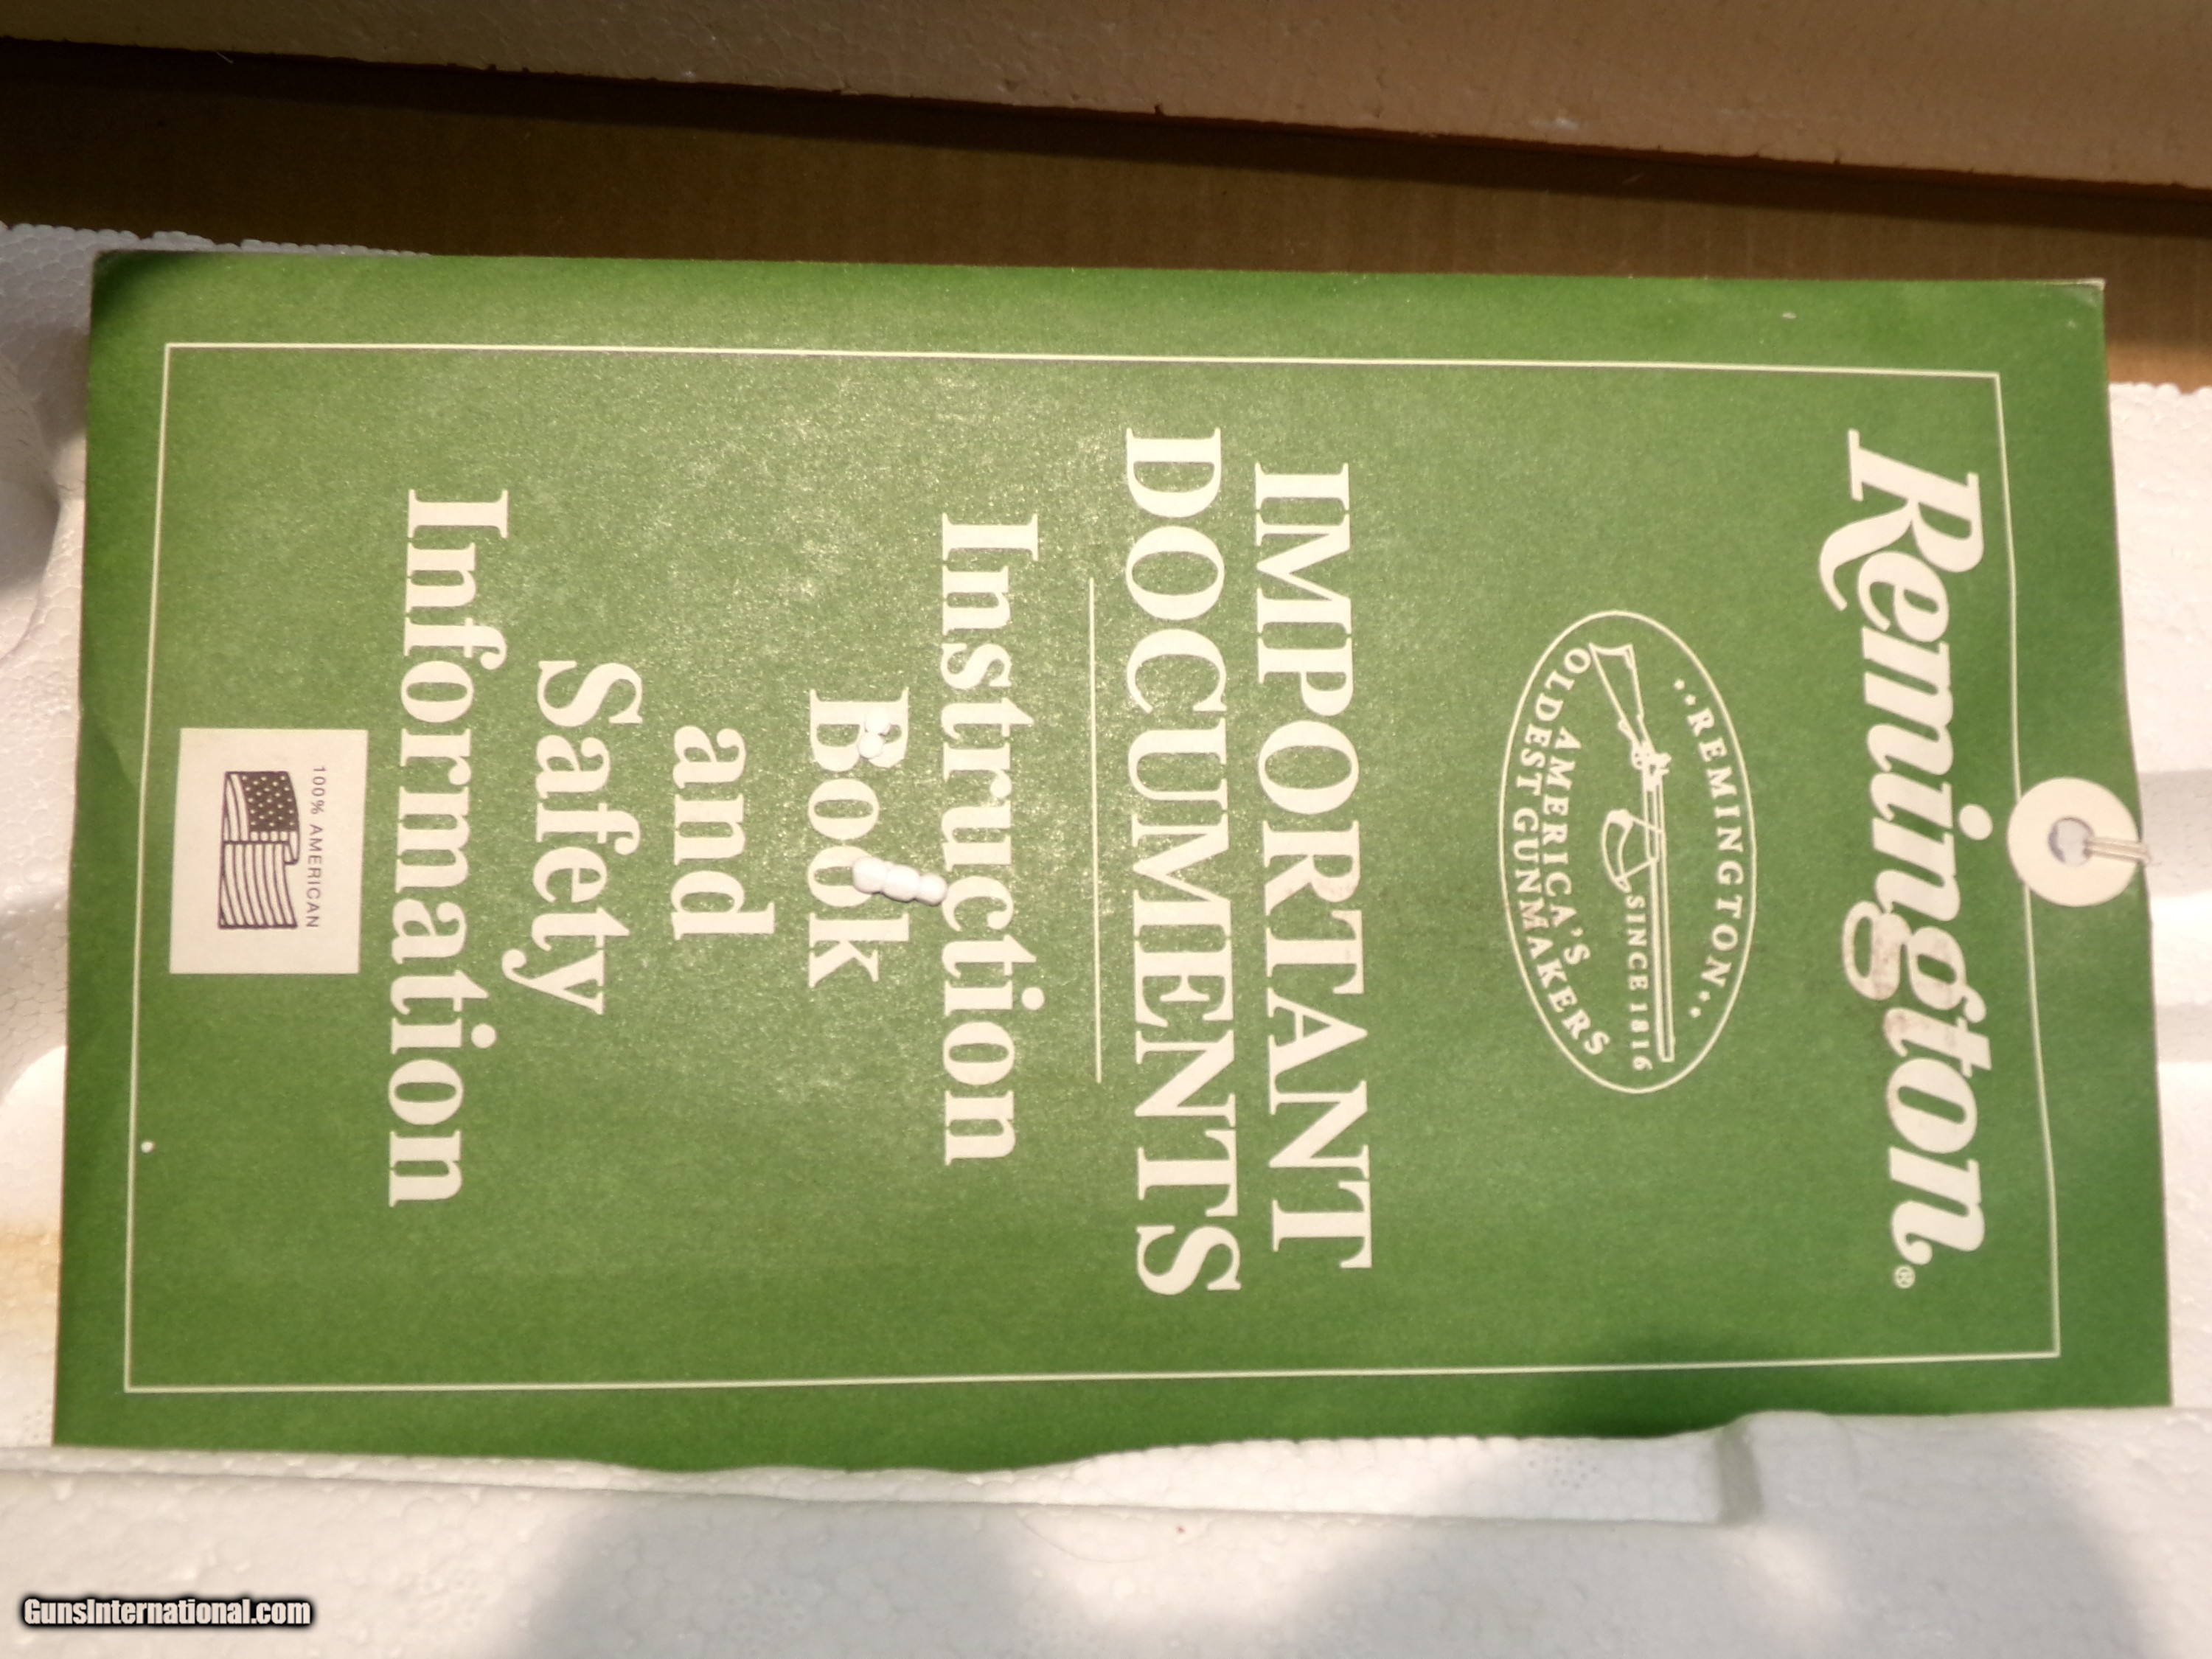 Remington®
..REMINGTON..
SINCE 1816
AMERICA'S
OLDEST GUNMAKERS
IMPORTANT
DOCUMENTS
Instruction
Book
and
Safety
Information
100% AMERICAN
GunsInternational.com